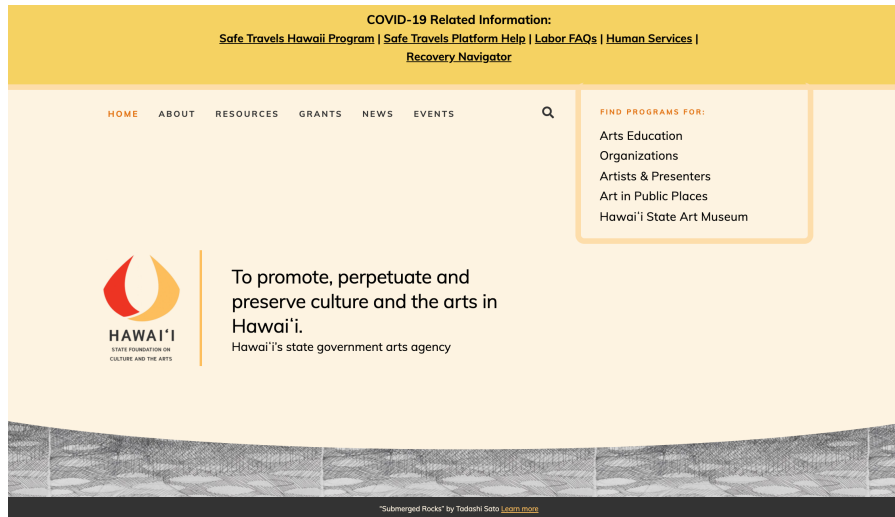 COVID-19 Related Information:
Safe Travels Hawaii Program | Safe Travels Platform Help | Labor FAQs | Human Services |
Recovery Navigator
HOME ABOUT RESOURCES GRANTS NEWS EVENTS
FIND PROGRAMS FOR:
Arts Education
Organizations
Artists & Presenters
Art in Public Places
Hawaiʻi State Art Museum
HAWAIʻI
STATE FOUNDATION ON
CULTURE AND THE ARTS
To promote, perpetuate and
preserve culture and the arts in
Hawaiʻi.
Hawaiʻi’s state government arts agency
“Submerged Rocks” by Tadashi Sato Learn more